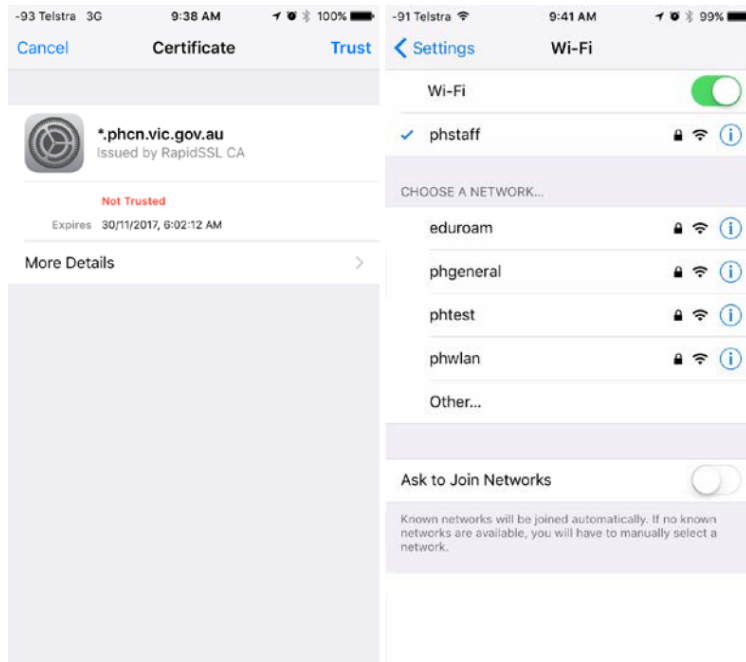 -93 Telstra 3G 9:38 AM 100%
Cancel Certificate Trust
*.phcn.vic.gov.au
Issued by RapidSSL CA
Not Trusted
Expires 30/11/2017, 6:02:12 AM
More Details
-91 Telstra 9:41 AM 99%
Settings Wi-Fi
Wi-Fi
phstaff
CHOOSE A NETWORK...
eduroam
phgeneral
phtest
phwlan
Other...
Ask to Join Networks
Known networks will be joined automatically. If no known
networks are available, you will have to manually select a
network.